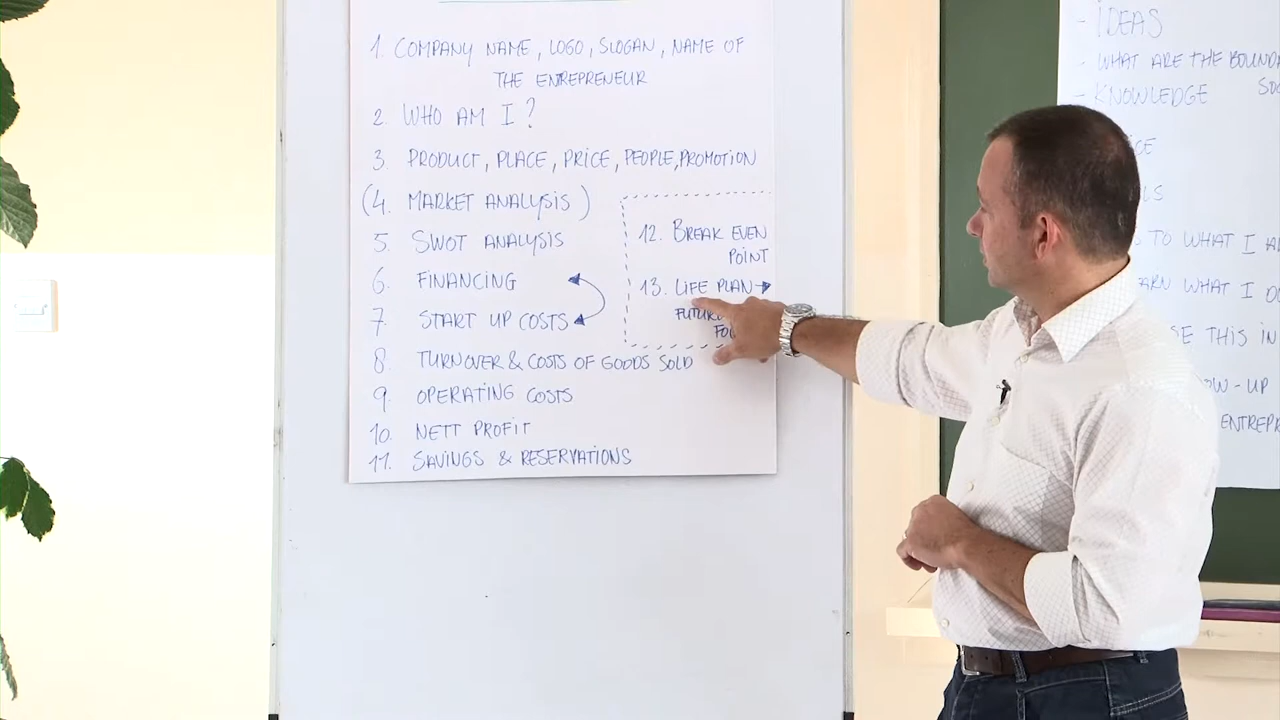 1. COMPANY NAME, LOGO, SLOGAN, NAME OF
THE ENTREPRENEUR
2. WHO AM I?
3. PRODUCT, PLACE, PRICE, PEOPLE, PROMOTION
(4. MARKET ANALYSIS)
5. SWOT ANALYSIS
6. FINANCING
7. START UP COSTS
8. TURNOVER & COSTS OF GOODS SOLD
9. OPERATING COSTS
10. NETT PROFIT
11. SAVINGS & RESERVATIONS
12. BREAK EVEN
POINT
13. LIFE PLAN →
- IDEAS
- WHAT ARE THE
- KNOWLEDGE
TO WHAT I
WHAT I
THIS IN
-UP